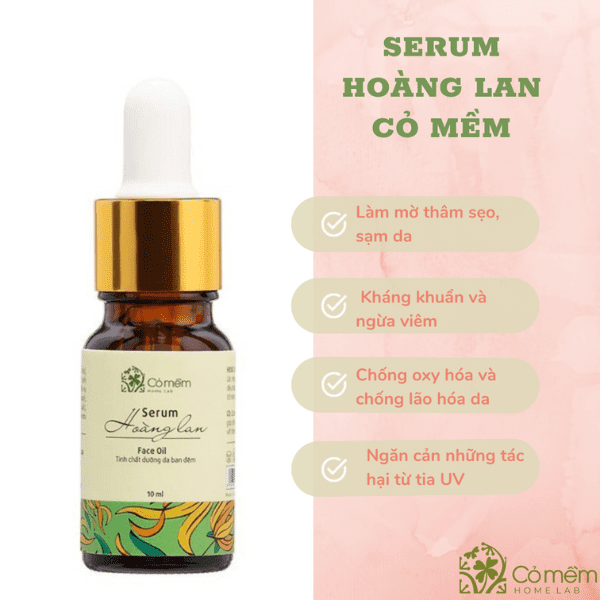 SERUM
HOÀNG LAN
CỎ MỀM
Làm mờ thâm sẹo,
sạm da
Kháng khuẩn và
ngừa viêm
Chống oxy hóa và
chống lão hóa da
Ngăn cản những tác
hại từ tia UV
Cỏ mềm
HOME LAB
Serum
Hoàng lan
Face Oil
Tinh chất dưỡng da ban đêm
10 ml
Cỏ mềm
HOME LAB